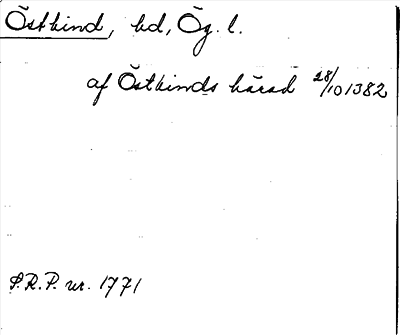 Östkind, hd, Ög. l.
af Östkinds härad 28/10 1382
S.R.P. nr. 1771